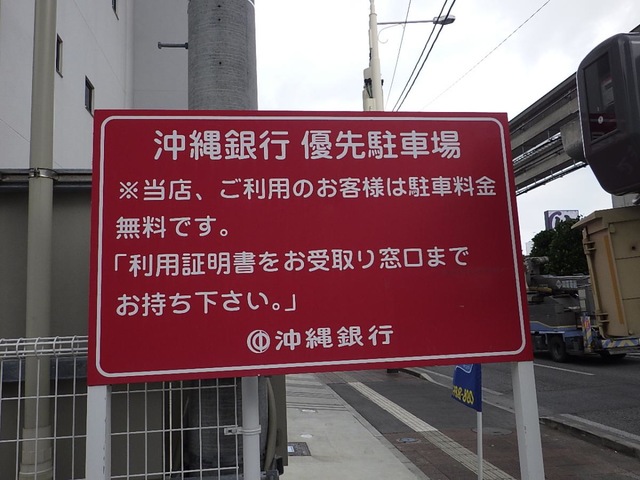 沖縄銀行 優先駐車場
※当店、ご利用のお客様は駐車料金
無料です。
「利用証明書をお受取り窓口まで
お持ち下さい。」
沖縄銀行